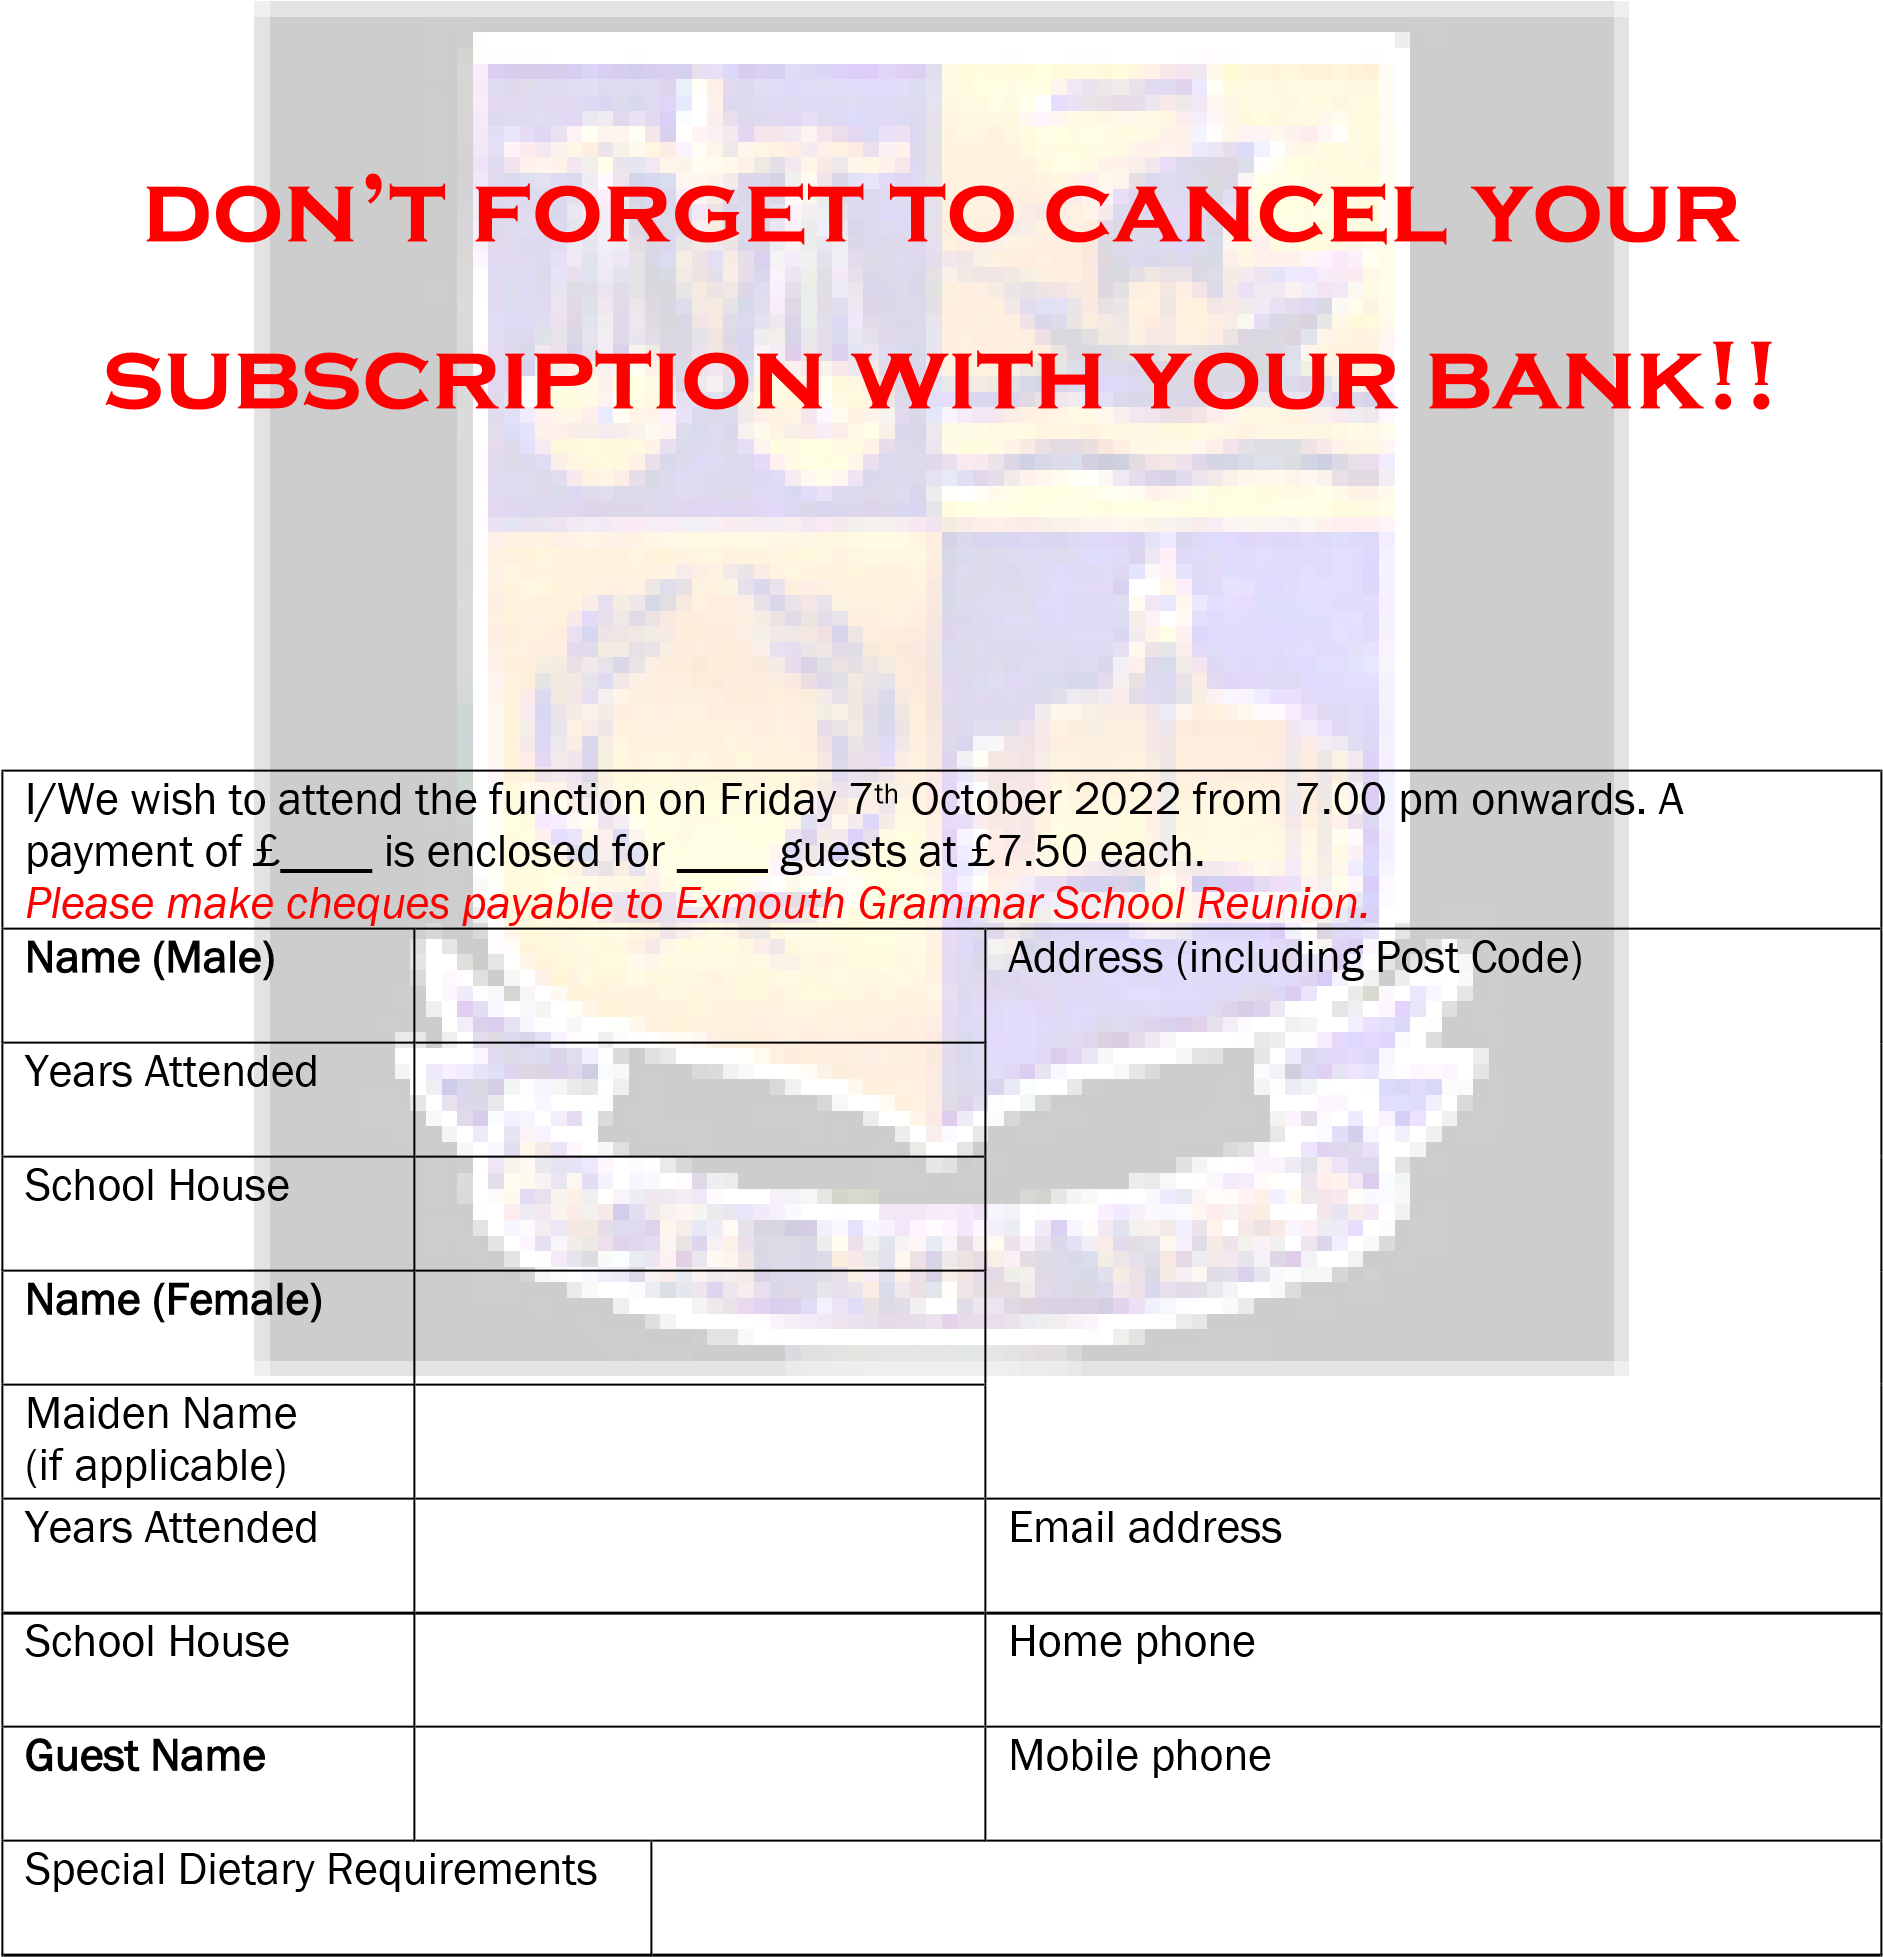 DON'T FORGET TO CANCEL YOUR
SUBSCRIPTION WITH YOUR BANK!!
I/We wish to attend the function on Friday 7th October 2022 from 7.00 pm onwards. A
payment of £____ is enclosed for ____ guests at £7.50 each.
Please make cheques payable to Exmouth Grammar School Reunion.
Name (Male)
Address (including Post Code)
Years Attended
School House
Name (Female)
Maiden Name
(if applicable)
Years Attended
Email address
School House
Home phone
Guest Name
Mobile phone
Special Dietary Requirements